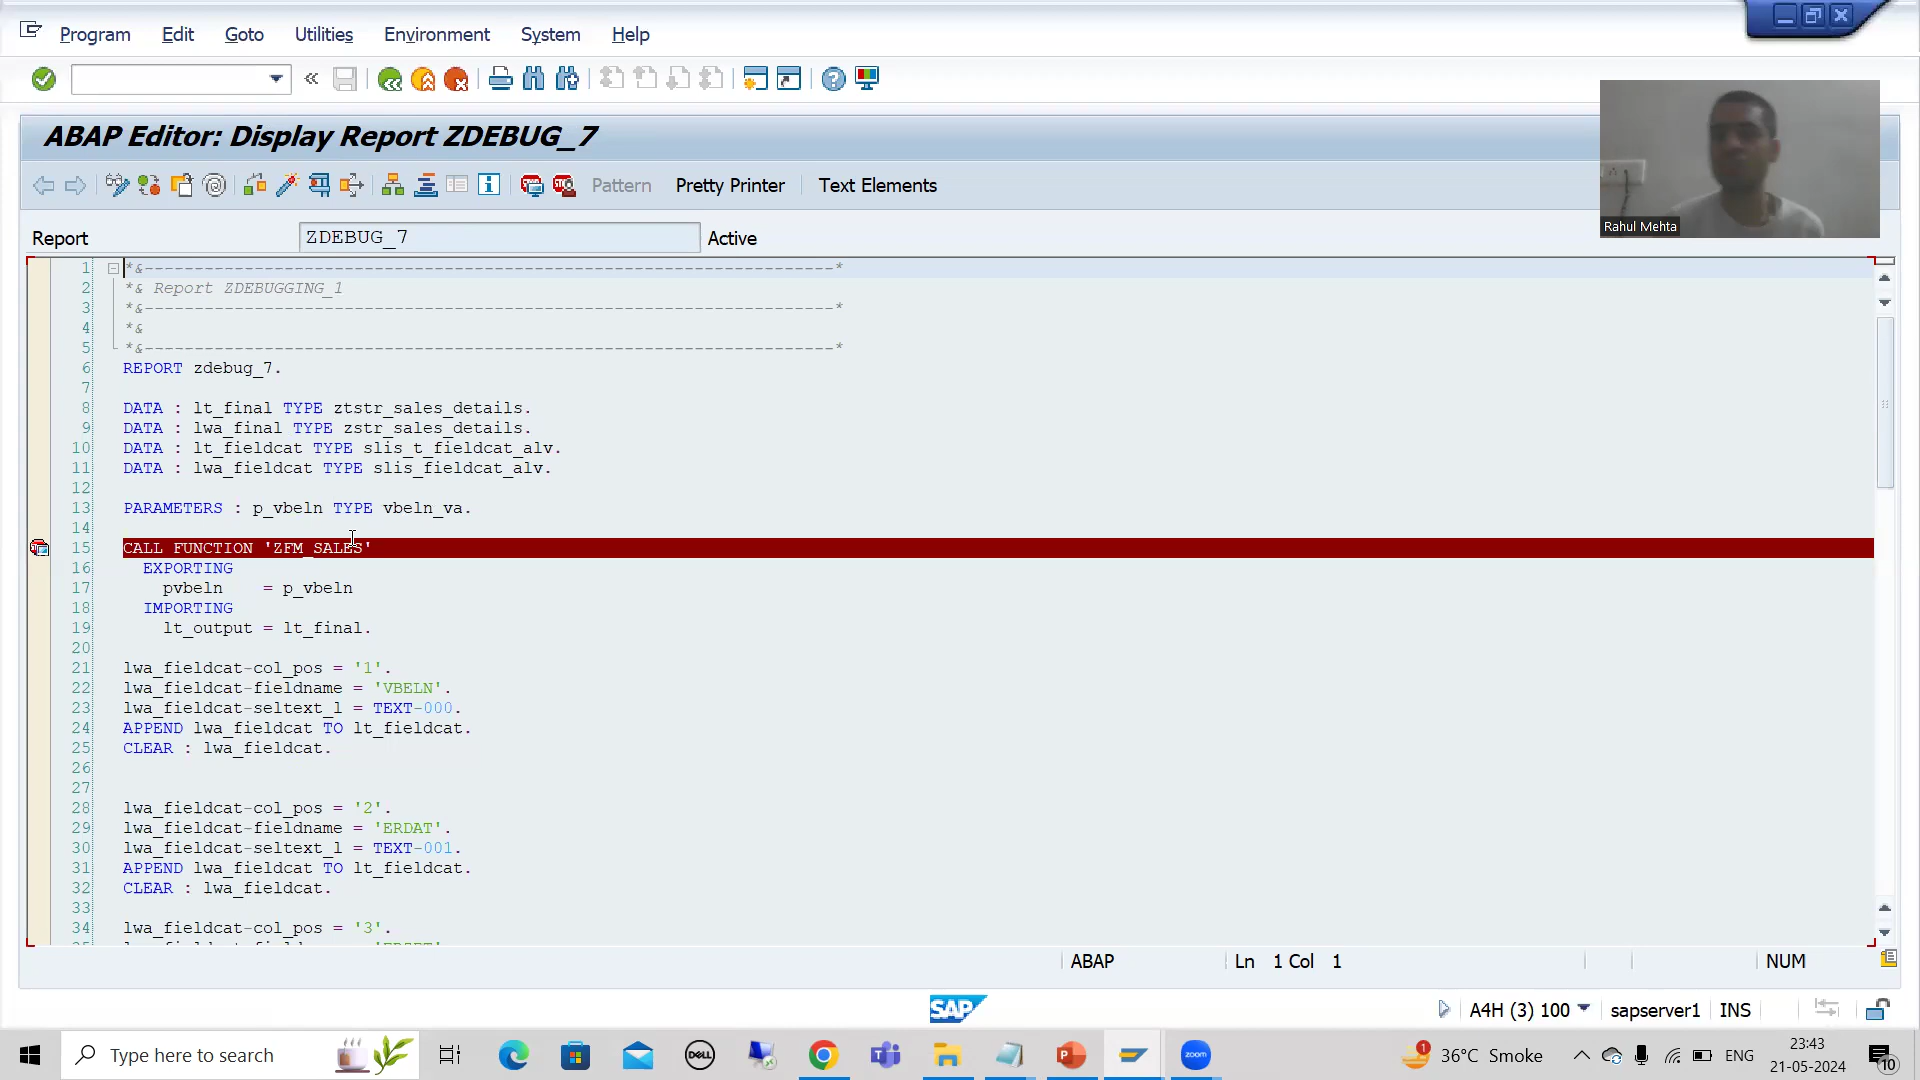 Program Edit Goto Utilities Environment System Help
ABAP Editor: Display Report ZDEBUG_7
Pattern Pretty Printer Text Elements
Rahul Mehta
Report ZDEBUG_7 Active
1 *&---------------------------------------------------------------------*
2 *& Report ZDEBUGGING_1
3 *&---------------------------------------------------------------------*
4 *&
5 *&---------------------------------------------------------------------*
6 REPORT zdebug_7.
7
8 DATA : lt_final TYPE ztstr_sales_details.
9 DATA : lwa_final TYPE zstr_sales_details.
10 DATA : lt_fieldcat TYPE slis_t_fieldcat_alv.
11 DATA : lwa_fieldcat TYPE slis_fieldcat_alv.
12
13 PARAMETERS : p_vbeln TYPE vbeln_va.
14
15 CALL FUNCTION 'ZFM_SALES'
16 EXPORTING
17 pvbeln = p_vbeln
18 IMPORTING
19 lt_output = lt_final.
20
21 lwa_fieldcat-col_pos = '1'.
22 lwa_fieldcat-fieldname = 'VBELN'.
23 lwa_fieldcat-seltext_l = TEXT-000.
24 APPEND lwa_fieldcat TO lt_fieldcat.
25 CLEAR : lwa_fieldcat.
26
27
28 lwa_fieldcat-col_pos = '2'.
29 lwa_fieldcat-fieldname = 'ERDAT'.
30 lwa_fieldcat-seltext_l = TEXT-001.
31 APPEND lwa_fieldcat TO lt_fieldcat.
32 CLEAR : lwa_fieldcat.
33
34 lwa_fieldcat-col_pos = '3'.
ABAP Ln 1 Col 1 NUM
SAP A4H (3) 100 sapserver1 INS
Type here to search DELL zoom 36°C Smoke ENG 23:43
21-05-2024 10